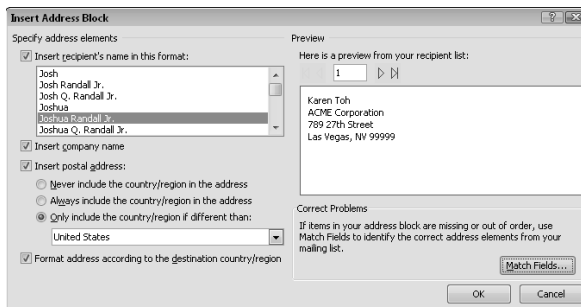 Insert Address Block
Specify address elements
Insert recipient's name in this format:
Josh
Josh Randall Jr.
Josh Q. Randall Jr.
Joshua
Joshua Randall Jr.
Joshua Q. Randall Jr.
Insert company name
Insert postal address:
Never include the country/region in the address
Always include the country/region in the address
Only include the country/region if different than:
United States
Format address according to the destination country/region
Preview
Here is a preview from your recipient list:
1
Karen Toh
ACME Corporation
789 27th Street
Las Vegas, NV 99999
Correct Problems
If items in your address block are missing or out of order, use
Match Fields to identify the correct address elements from your
mailing list.
Match Fields...
OK
Cancel